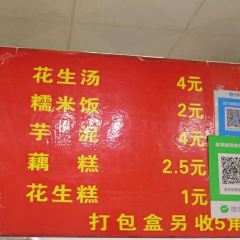 花生汤 4元
糯米饭 2元
芋泥 4元
藕糕 2.5元
花生糕 1元
打包盒另收5角